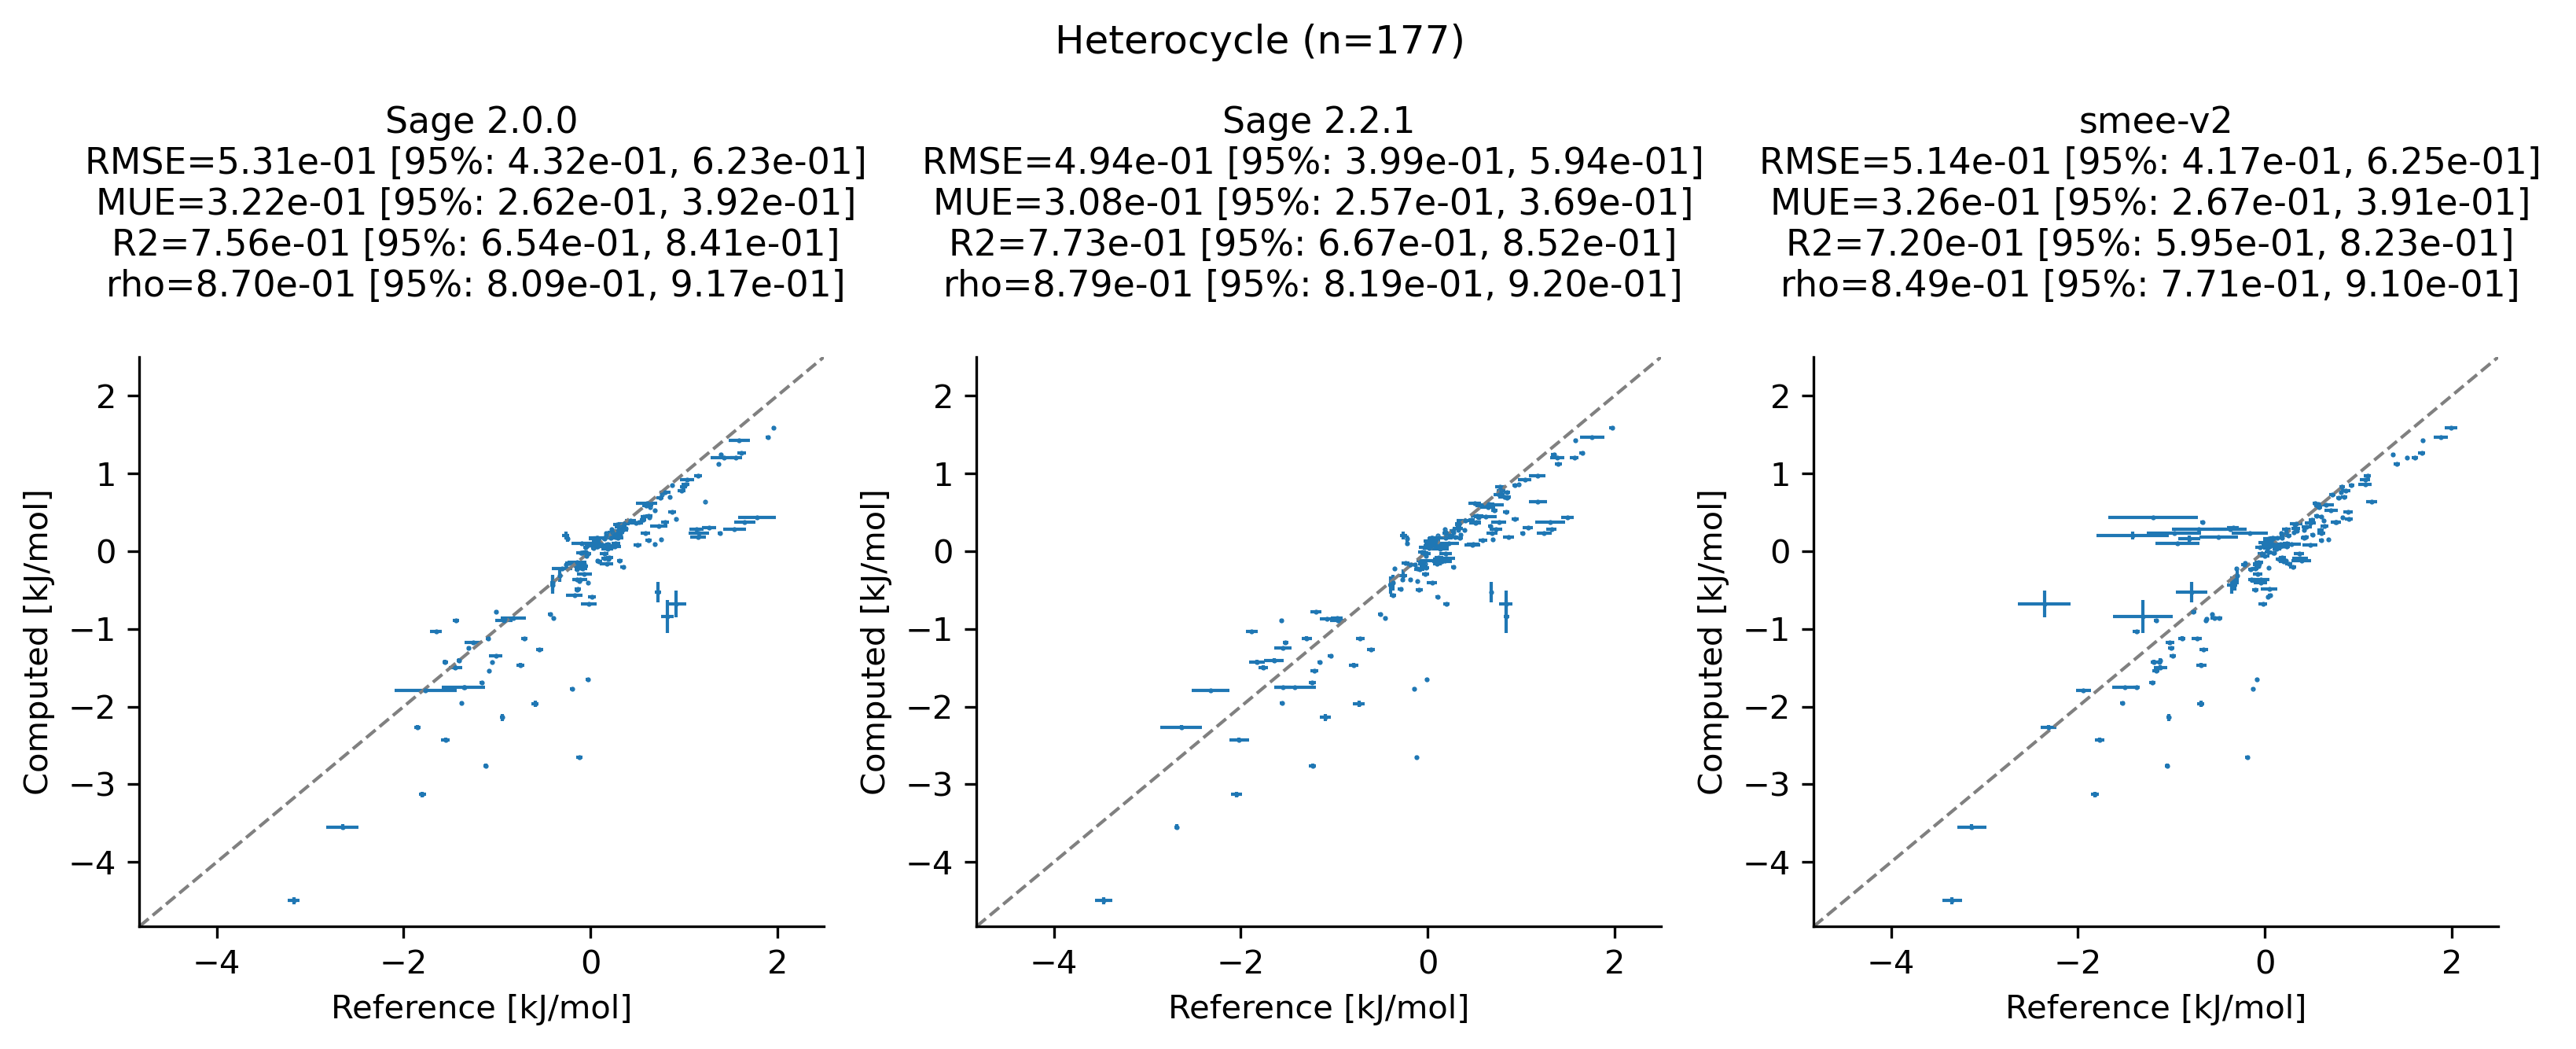 Heterocycle (n=177)
Sage 2.0.0
RMSE=5.31e-01 [95%: 4.32e-01, 6.23e-01]
MUE=3.22e-01 [95%: 2.62e-01, 3.92e-01]
R2=7.56e-01 [95%: 6.54e-01, 8.41e-01]
rho=8.70e-01 [95%: 8.09e-01, 9.17e-01]
2
1
0
−1
−2
−3
−4
Computed [kJ/mol]
−4
−2
0
2
Reference [kJ/mol]
Sage 2.2.1
RMSE=4.94e-01 [95%: 3.99e-01, 5.94e-01]
MUE=3.08e-01 [95%: 2.57e-01, 3.69e-01]
R2=7.73e-01 [95%: 6.67e-01, 8.52e-01]
rho=8.79e-01 [95%: 8.19e-01, 9.20e-01]
2
1
0
−1
−2
−3
−4
Computed [kJ/mol]
−4
−2
0
2
Reference [kJ/mol]
smee-v2
RMSE=5.14e-01 [95%: 4.17e-01, 6.25e-01]
MUE=3.26e-01 [95%: 2.67e-01, 3.91e-01]
R2=7.20e-01 [95%: 5.95e-01, 8.23e-01]
rho=8.49e-01 [95%: 7.71e-01, 9.10e-01]
2
1
0
−1
−2
−3
−4
Computed [kJ/mol]
−4
−2
0
2
Reference [kJ/mol]